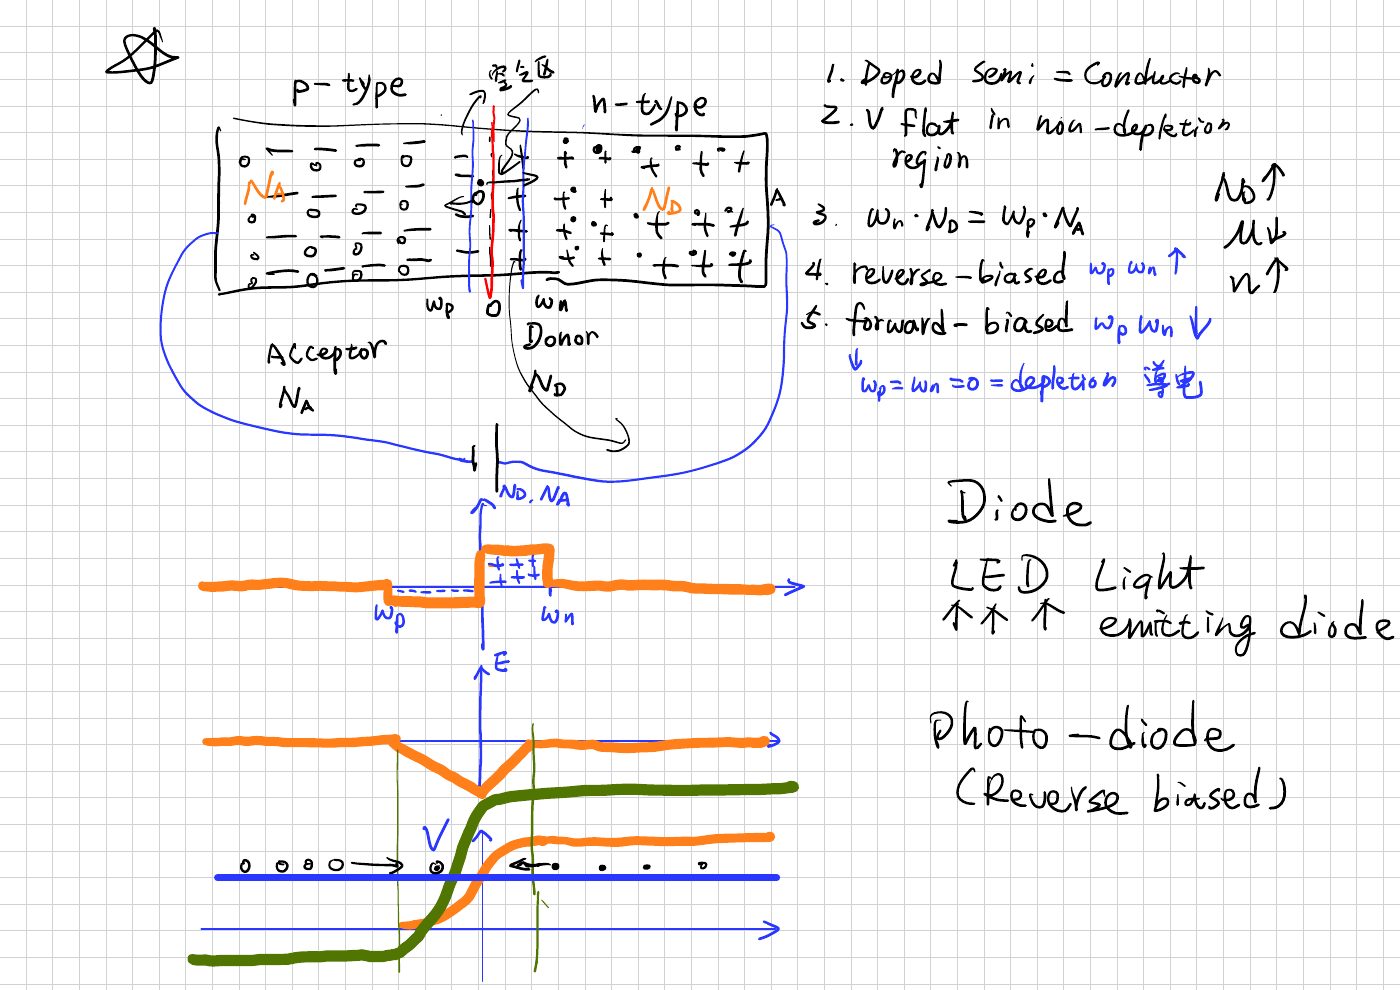 空乏区
p-type
n-type
NA
ND
A
wp
0
wn
Acceptor
NA
Donor
ND
1. Doped Semi = Conductor
2. V flat in non-depletion
region
3. wn·ND = wp·NA
4. reverse-biased wp wn ↑
5. forward-biased wp wn ↓
↓ wp = wn = 0 = depletion 導电
ND↑
μ↓
n↑
ND, NA
wp
wn
E
V
Diode
LED Light
↑↑ ↑ emitting diode
Photo-diode
(Reverse biased)